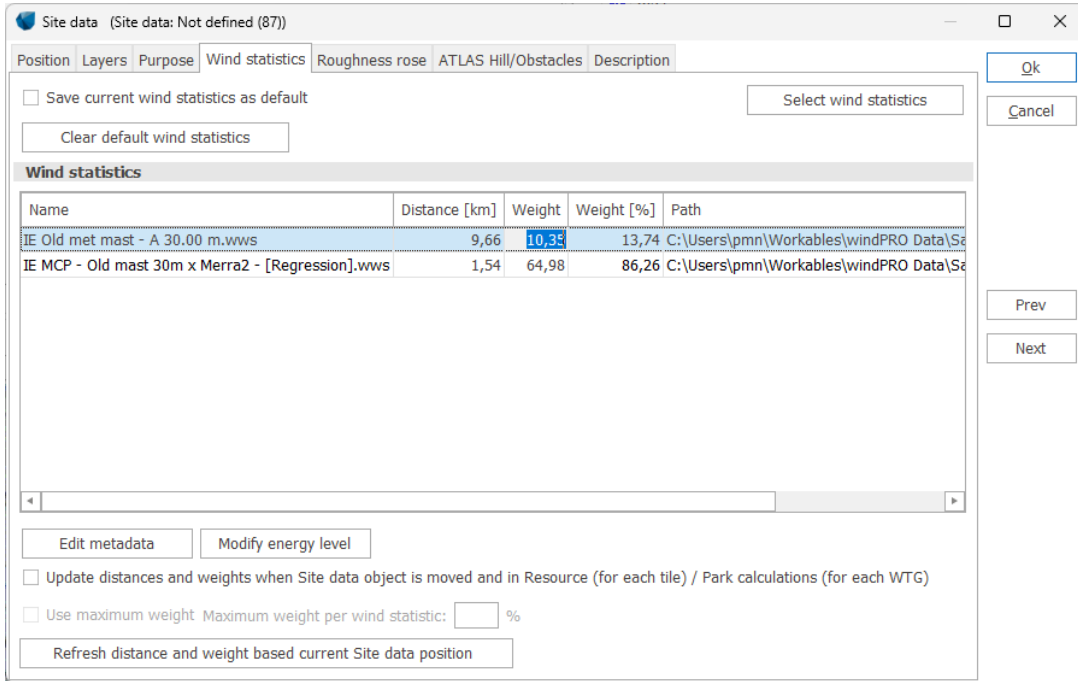 Site data (Site data: Not defined (87))
Position Layers Purpose Wind statistics Roughness rose ATLAS Hill/Obstacles Description
Ok
Save current wind statistics as default
Select wind statistics
Cancel
Clear default wind statistics
Wind statistics
Name Distance [km] Weight Weight [%] Path
IE Old met mast - A 30.00 m.wws 9,66 10,35 13,74 C:\Users\pmn\Workables\windPRO Data\Sa
IE MCP - Old mast 30m x Merra2 - [Regression].wws 1,54 64,98 86,26 C:\Users\pmn\Workables\windPRO Data\Sa
Prev
Next
Edit metadata Modify energy level
Update distances and weights when Site data object is moved and in Resource (for each tile) / Park calculations (for each WTG)
Use maximum weight Maximum weight per wind statistic: %
Refresh distance and weight based current Site data position